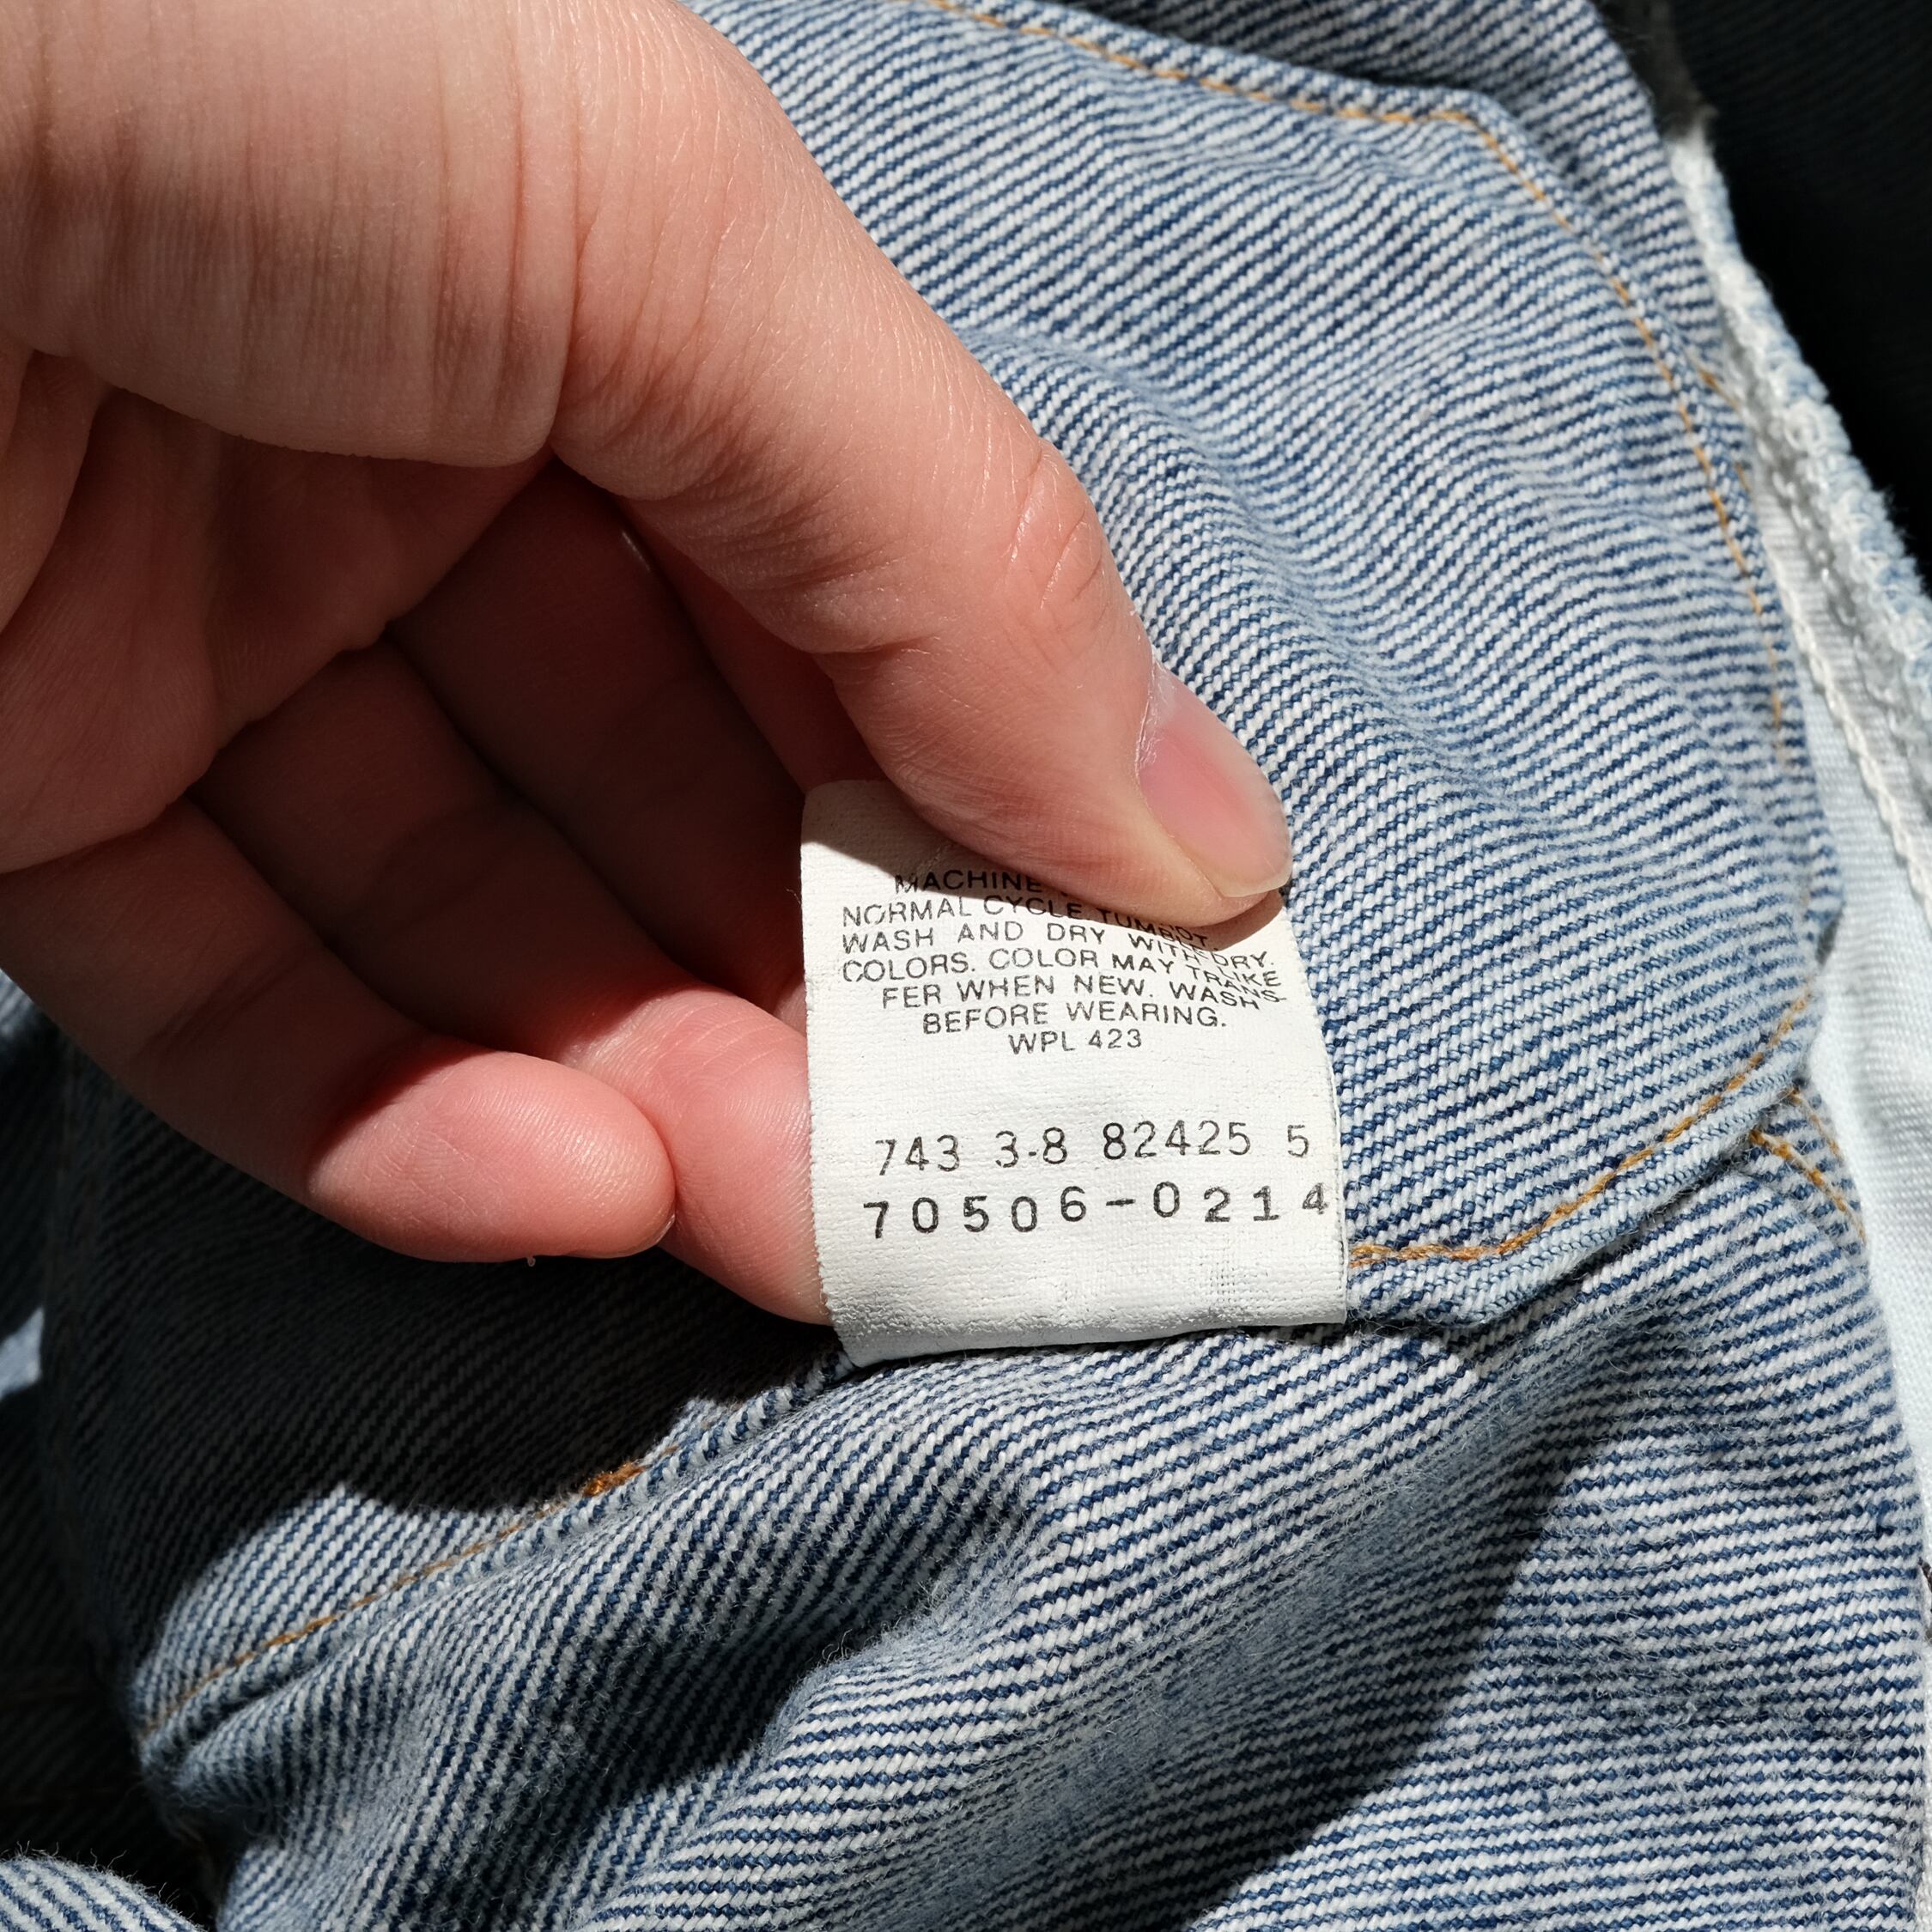 MACHINE
NORMAL CYCLE. TUMBLE DRY.
WASH AND DRY WITH LIKE
COLORS. COLOR MAY TRANS-
FER WHEN NEW. WASH
BEFORE WEARING.
WPL 423
743 3-8 82425 5
70506-0214